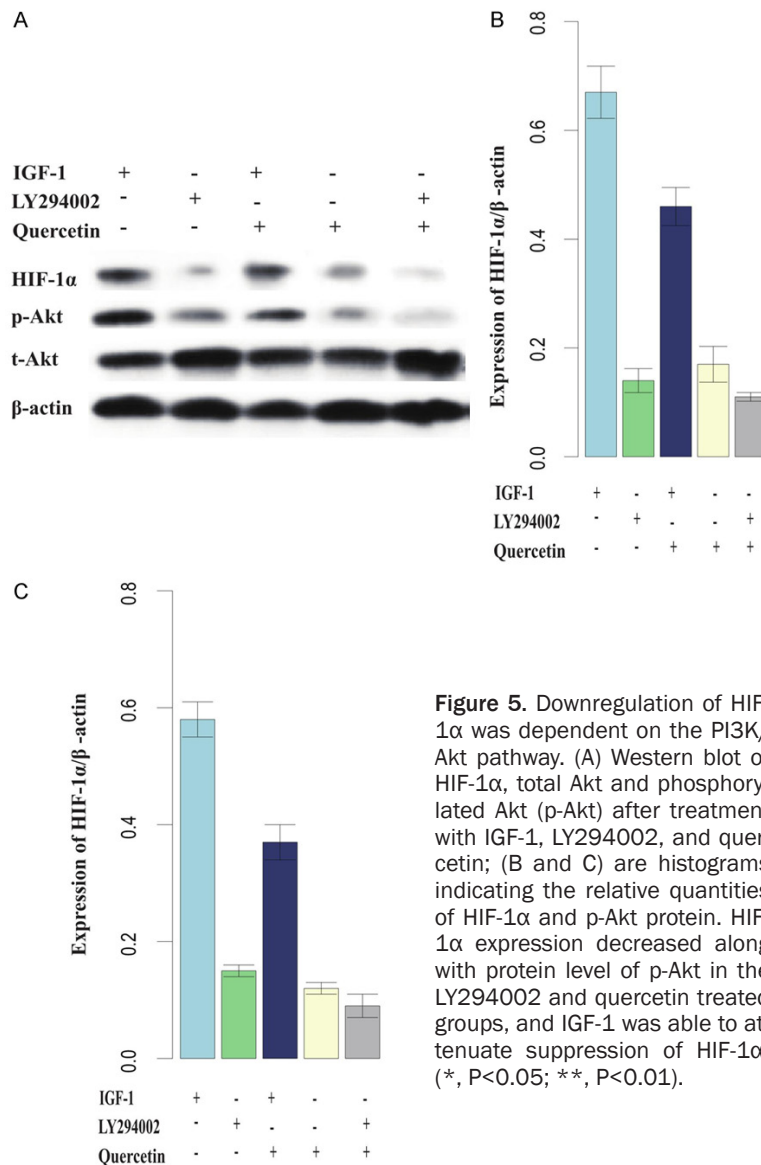 A
IGF-1 + - + - -
LY294002 - + - - +
Quercetin - - + + +
HIF-1α
p-Akt
t-Akt
β-actin
B
Expression of HIF-1α/β-actin
0.0 0.2 0.4 0.6 0.8
IGF-1 + - + - -
LY294002 - + - - +
Quercetin - - + + +
C
Expression of HIF-1α/β-actin
0.0 0.2 0.4 0.6 0.8
IGF-1 + - + - -
LY294002 - + - - +
Quercetin - - + + +
Figure 5. Downregulation of HIF
1α was dependent on the PI3K/
Akt pathway. (A) Western blot o
HIF-1α, total Akt and phosphory
lated Akt (p-Akt) after treatmen
with IGF-1, LY294002, and quer
cetin; (B and C) are histograms
indicating the relative quantities
of HIF-1α and p-Akt protein. HIF
1α expression decreased along
with protein level of p-Akt in the
LY294002 and quercetin treated
groups, and IGF-1 was able to at
tenuate suppression of HIF-1α
(*, P<0.05; **, P<0.01).